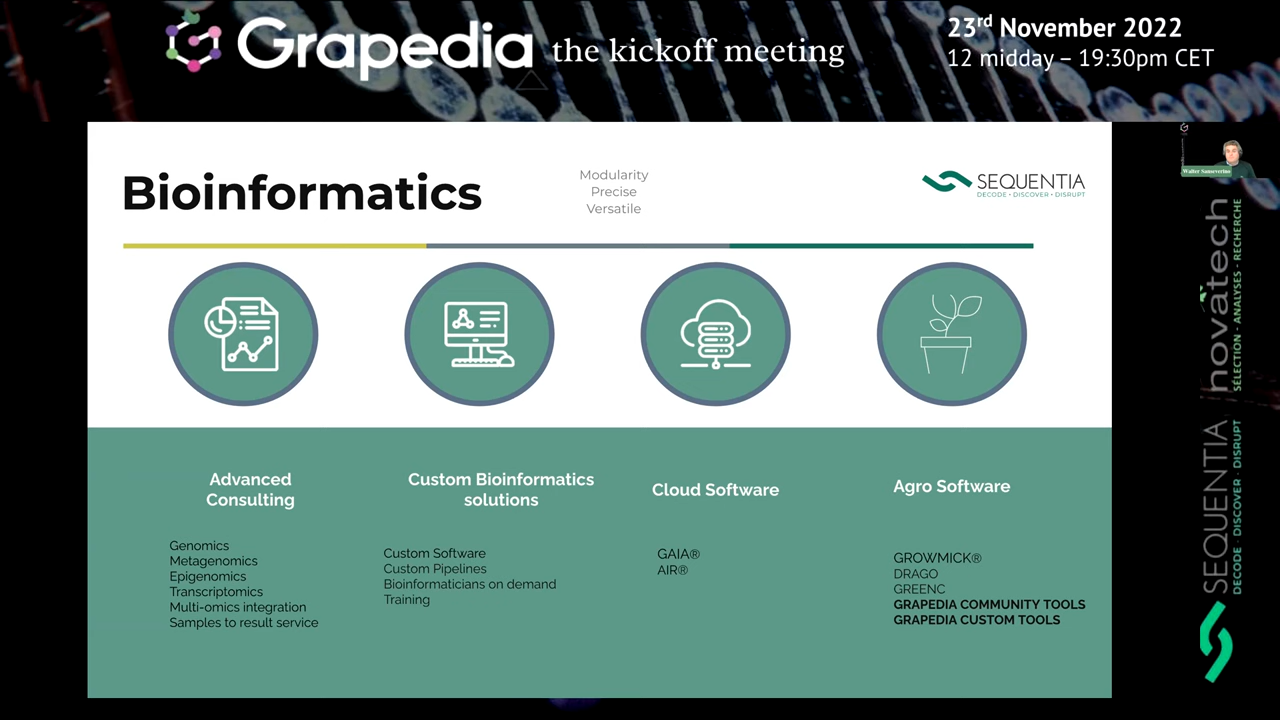 Grapedia the kickoff meeting
23rd November 2022
12 midday – 19:30pm CET
Bioinformatics
Modularity
Precise
Versatile
SEQUENTIA
DECODE • DISCOVER • DISRUPT
Walter Sanseverino
Advanced
Consulting
Genomics
Metagenomics
Epigenomics
Transcriptomics
Multi-omics integration
Samples to result service
Custom Bioinformatics
solutions
Custom Software
Custom Pipelines
Bioinformaticians on demand
Training
Cloud Software
GAIA®
AIR®
Agro Software
GROWMICK®
DRAGO
GREENC
GRAPEDIA COMMUNITY TOOLS
GRAPEDIA CUSTOM TOOLS
novatech
SÉLECTION - ANALYSES - RECHERCHE
SEQUENTIA
DECODE · DISCOVER · DISRUPT